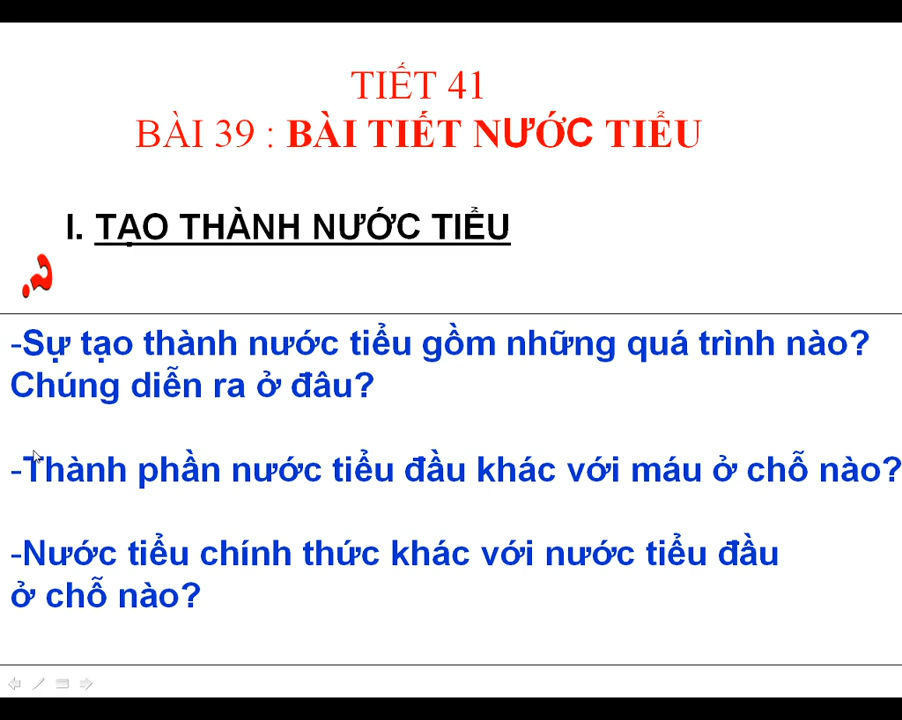 TIẾT 41
BÀI 39 : BÀI TIẾT NƯỚC TIỂU
I. TẠO THÀNH NƯỚC TIỂU
?
-Sự tạo thành nước tiểu gồm những quá trình nào?
Chúng diễn ra ở đâu?
-Thành phần nước tiểu đầu khác với máu ở chỗ nào?
-Nước tiểu chính thức khác với nước tiểu đầu
ở chỗ nào?